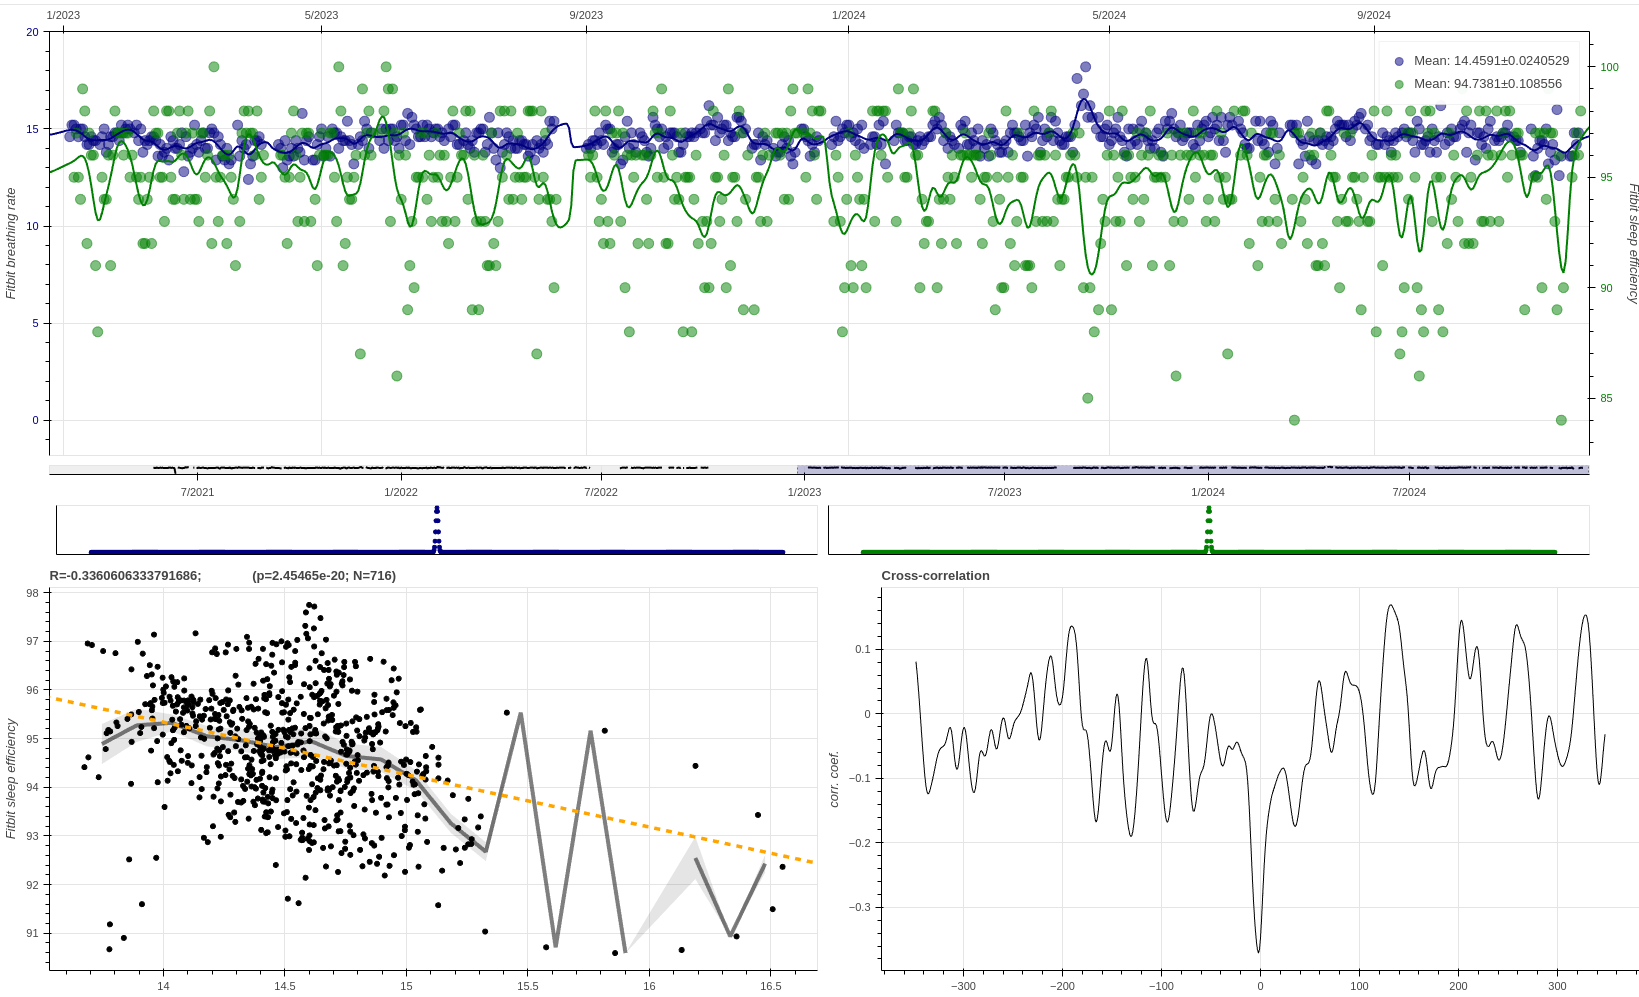 1/2023 5/2023 9/2023 1/2024 5/2024 9/2024
20
15
10
5
0
Fitbit breathing rate
Mean: 14.4591±0.0240529
Mean: 94.7381±0.108556
100
95
90
85
Fitbit sleep efficiency
7/2021 1/2022 7/2022 1/2023 7/2023 1/2024 7/2024
R=-0.3360606333791686; (p=2.45465e-20; N=716)
98
97
96
95
94
93
92
91
Fitbit sleep efficiency
14 14.5 15 15.5 16 16.5
Cross-correlation
0.1
0
−0.1
−0.2
−0.3
corr. coef.
−300 −200 −100 0 100 200 300